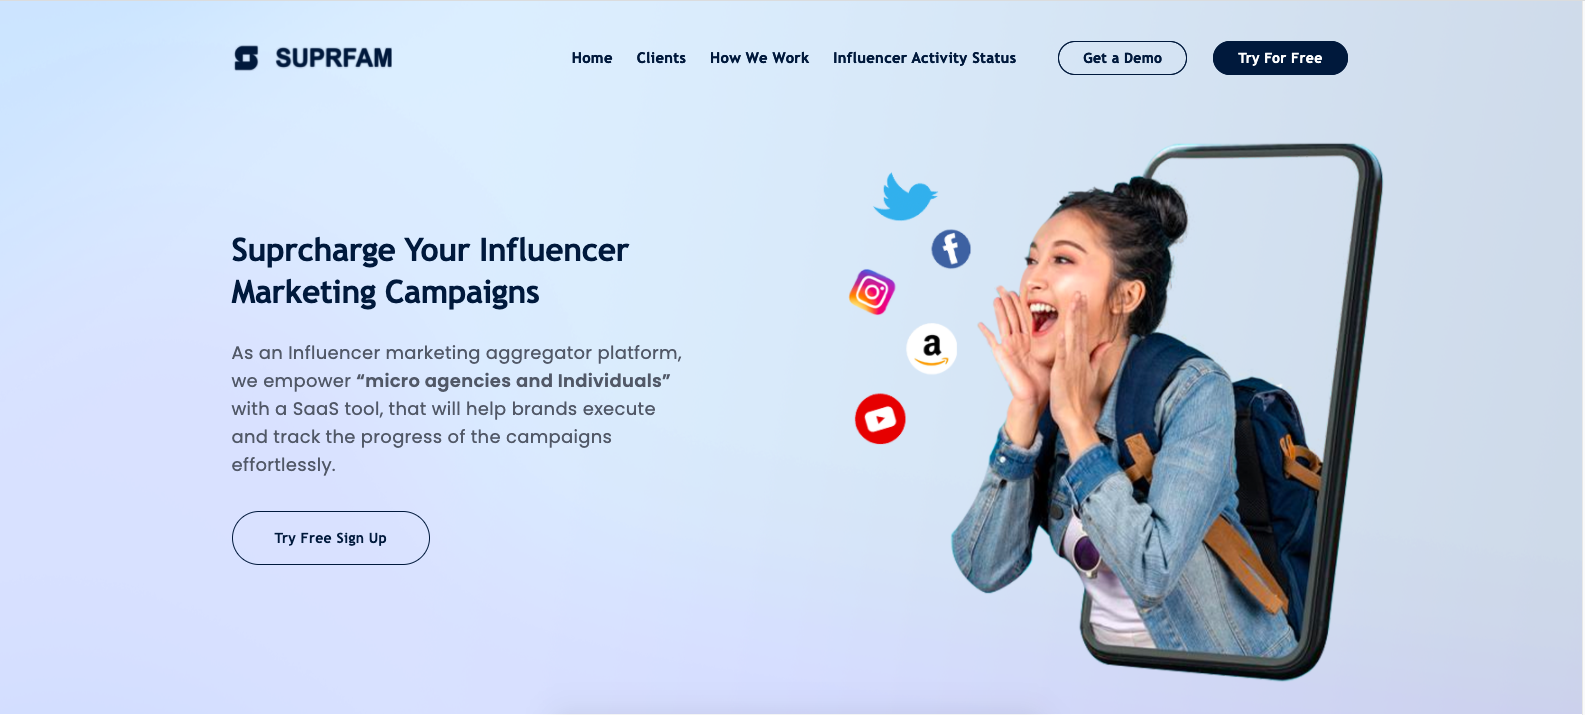 SUPRFAM
Home Clients How We Work Influencer Activity Status Get a Demo Try For Free
Suprcharge Your Influencer
Marketing Campaigns
As an Influencer marketing aggregator platform,
we empower “micro agencies and Individuals”
with a SaaS tool, that will help brands execute
and track the progress of the campaigns
effortlessly.
Try Free Sign Up
a